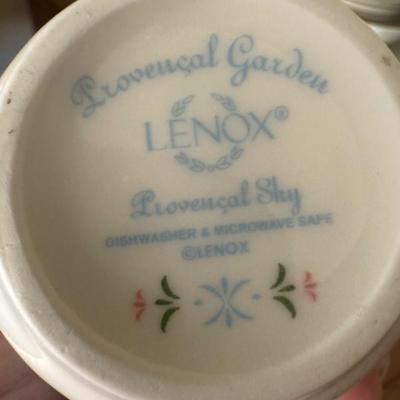 Provençal Garden
LENOX®
Provençal Sky
DISHWASHER & MICROWAVE SAFE
©LENOX